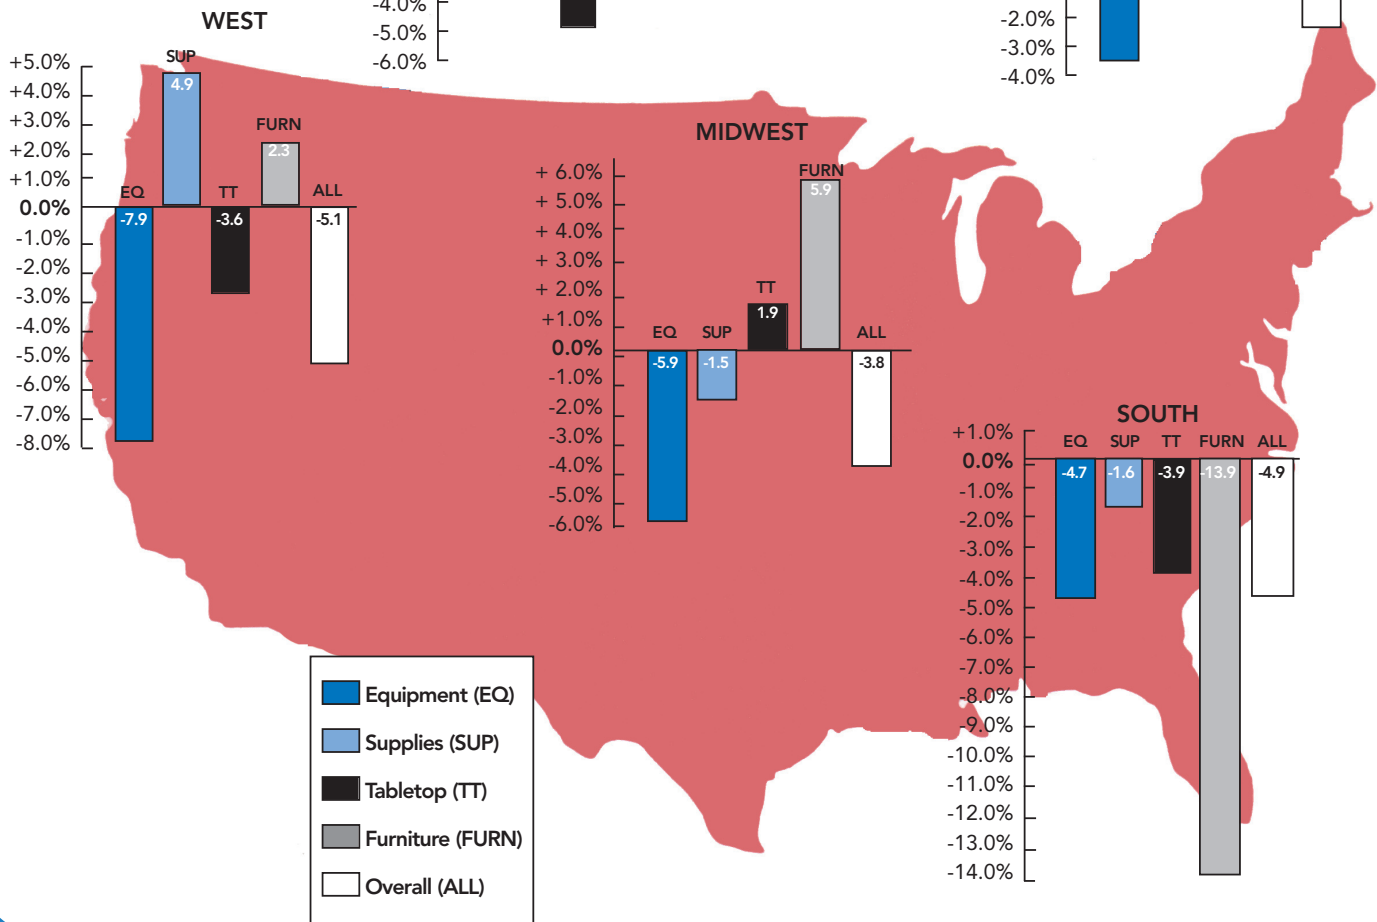 -4.0%
-5.0%
-6.0%
-2.0%
-3.0%
-4.0%
WEST
+5.0%
+4.0%
+3.0%
+2.0%
+1.0%
0.0%
-1.0%
-2.0%
-3.0%
-4.0%
-5.0%
-6.0%
-7.0%
-8.0%
EQ
SUP
TT
FURN
ALL
-7.9
4.9
-3.6
2.3
-5.1
MIDWEST
+ 6.0%
+ 5.0%
+ 4.0%
+ 3.0%
+ 2.0%
+1.0%
0.0%
-1.0%
-2.0%
-3.0%
-4.0%
-5.0%
-6.0%
EQ
SUP
TT
FURN
ALL
-5.9
-1.5
1.9
5.9
-3.8
SOUTH
+1.0%
0.0%
-1.0%
-2.0%
-3.0%
-4.0%
-5.0%
-6.0%
-7.0%
-8.0%
-9.0%
-10.0%
-11.0%
-12.0%
-13.0%
-14.0%
EQ SUP TT FURN ALL
-4.7 -1.6 -3.9 -13.9 -4.9
Equipment (EQ)
Supplies (SUP)
Tabletop (TT)
Furniture (FURN)
Overall (ALL)